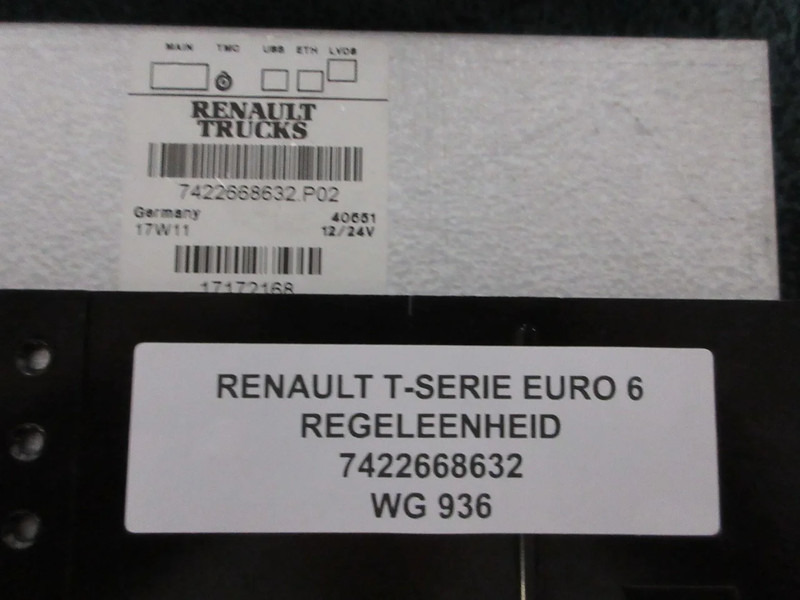 MAIN TMC USB ETH LVDS
RENAULT
TRUCKS
7422668632.P02
Germany 40651
17W11 12/24V
17172168
RENAULT T-SERIE EURO 6
REGELEENHEID
7422668632
WG 936